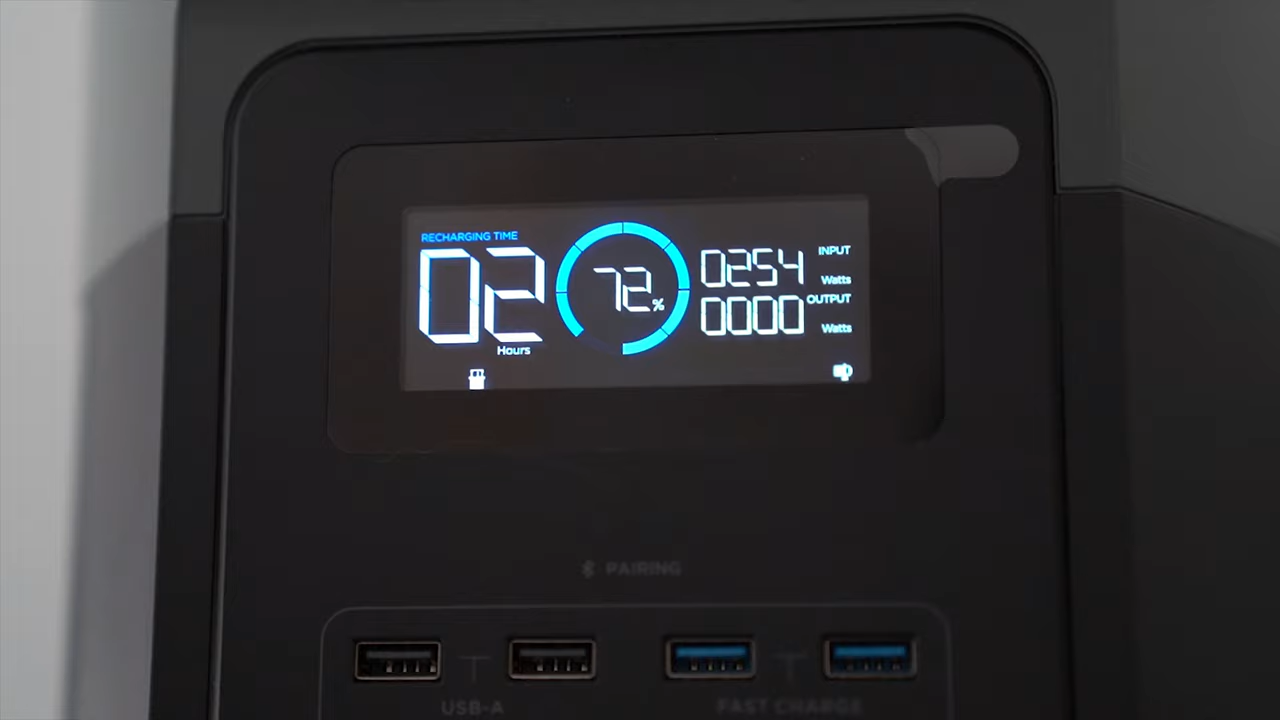 RECHARGING TIME
02
Hours
72%
0254 INPUT
Watts
0000 OUTPUT
Watts
PAIRING
USB-A
FAST CHARGE